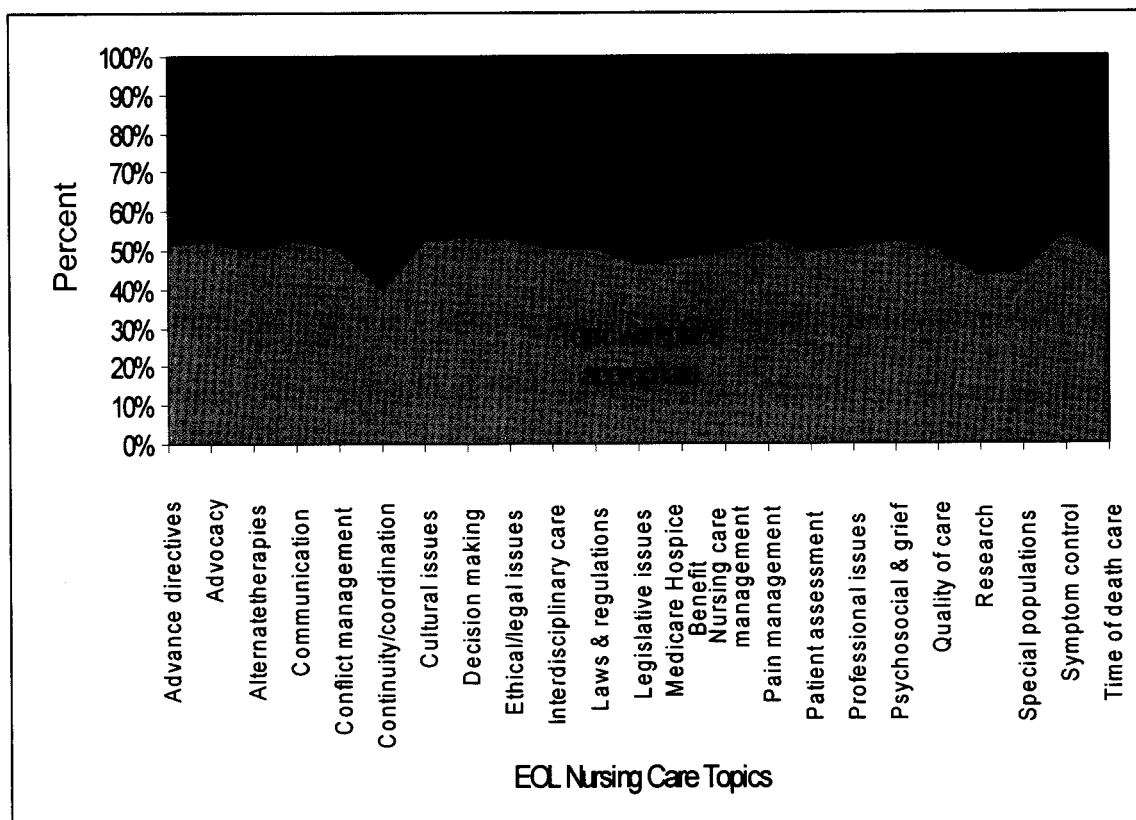 100%
90%
80%
70%
60%
50%
40%
30%
20%
10%
0%
Percent
Advance directives
Advocacy
Alternatetherapies
Communication
Conflict management
Continuity/coordination
Cultural issues
Decision making
Ethical/legal issues
Interdisciplinary care
Laws & regulations
Legislative issues
Medicare Hospice
Benefit
Nursing care
management
Pain management
Patient assessment
Professional issues
Psychosocial & grief
Quality of care
Research
Special populations
Symptom control
Time of death care
EOL Nursing Care Topics